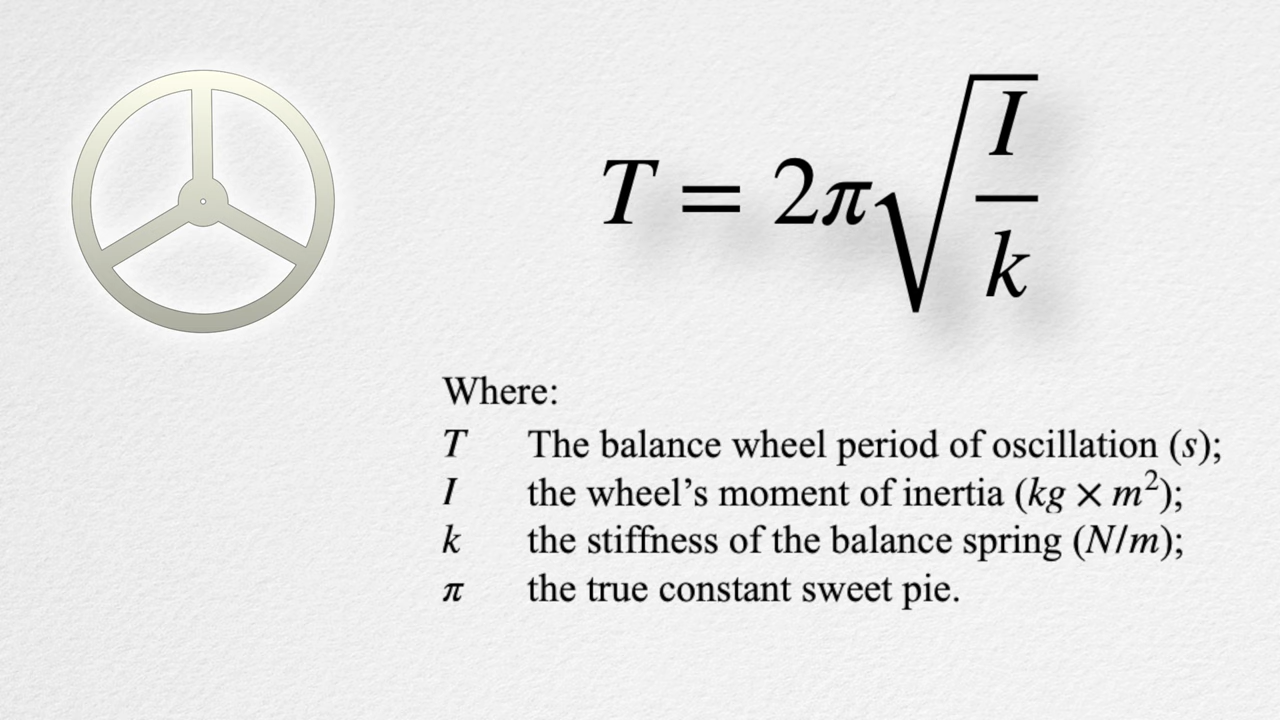 T = 2π√(I/k)
Where:
T The balance wheel period of oscillation (s);
I the wheel’s moment of inertia (kg × m²);
k the stiffness of the balance spring (N/m);
π the true constant sweet pie.